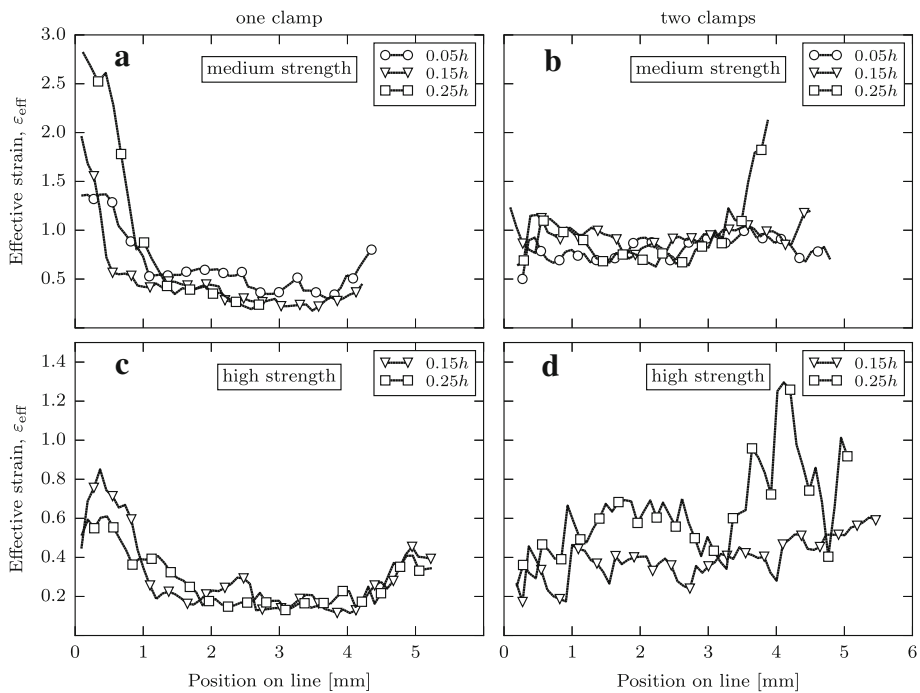 one clamp
two clamps
Effective strain, εeff
3.0
2.5
2.0
1.5
1.0
0.5
a
medium strength
0.05h
0.15h
0.25h
b
medium strength
0.05h
0.15h
0.25h
Effective strain, εeff
1.4
1.2
1.0
0.8
0.6
0.4
0.2
c
high strength
0.15h
0.25h
d
high strength
0.15h
0.25h
0 1 2 3 4 5
0 1 2 3 4 5 6
Position on line [mm]
Position on line [mm]